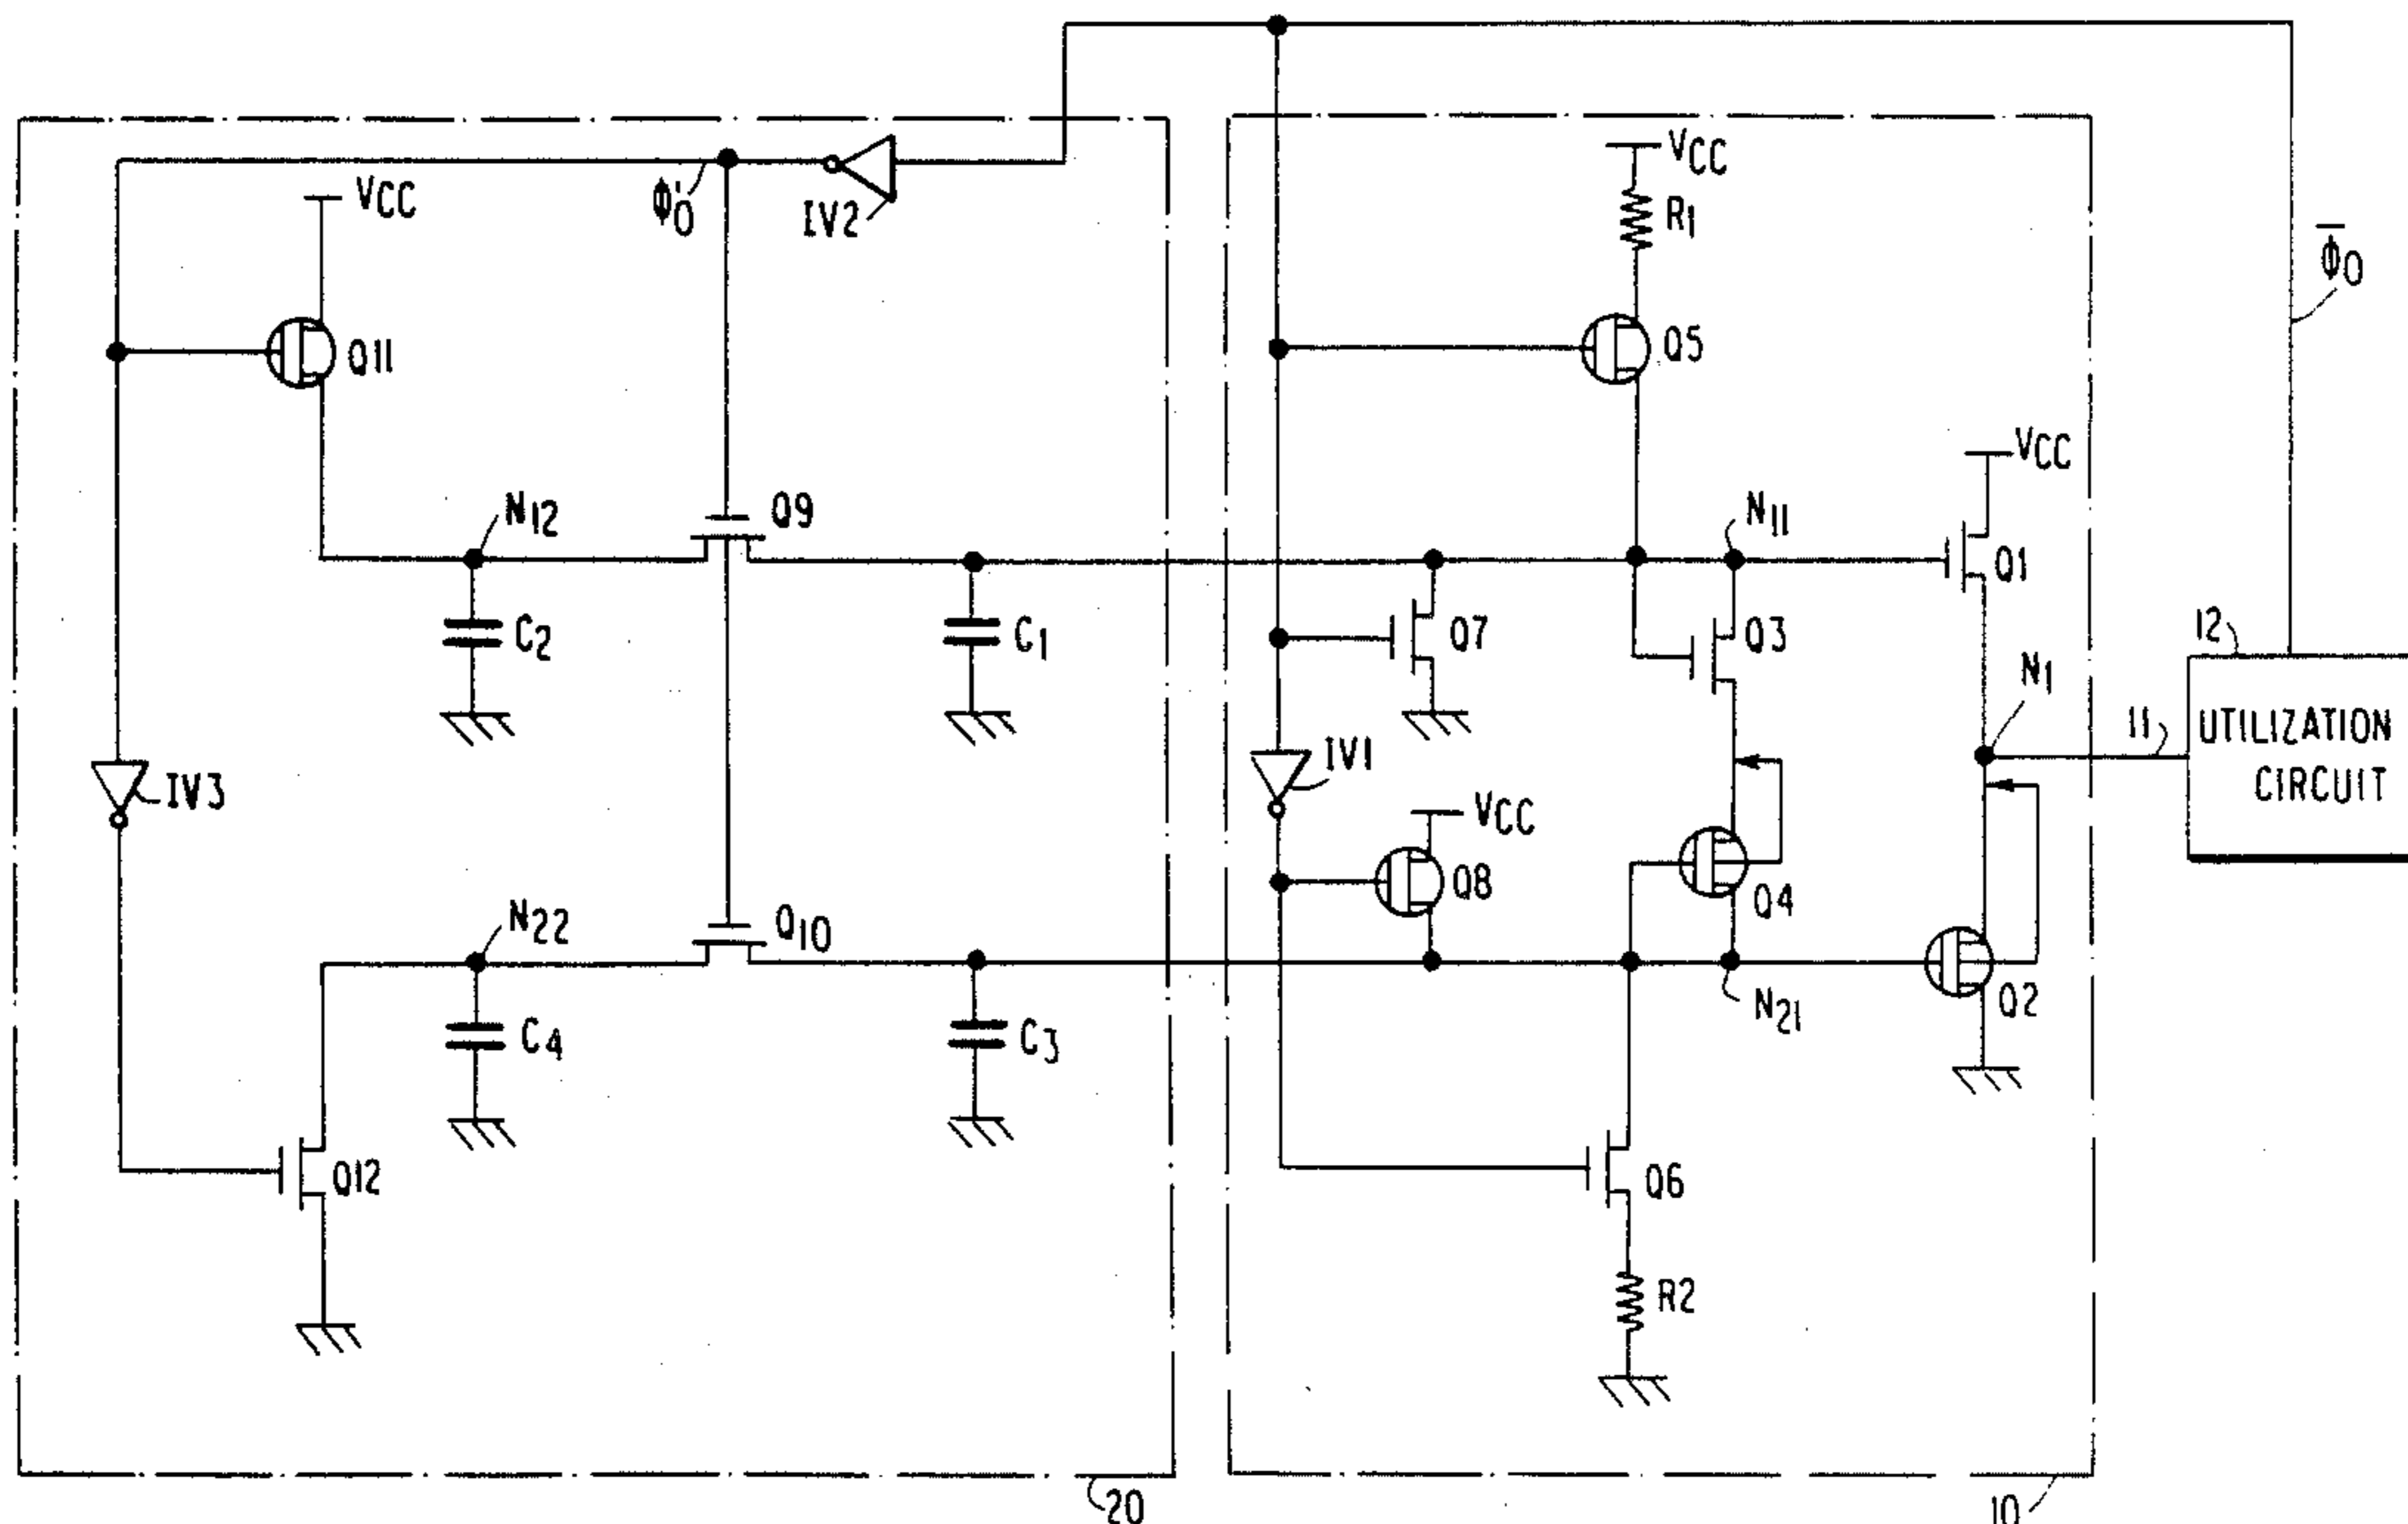 VCC
Φ'0
IV2
VCC
R1
Φ̅0
Q11
Q5
VCC
N12
Q9
N11
Q1
C2
C1
Q7
Q3
12
N1
11
UTILIZATION
CIRCUIT
IV3
IV1
VCC
Q8
Q4
N22
Q10
N21
Q2
C4
C3
Q12
Q6
R2
20
10